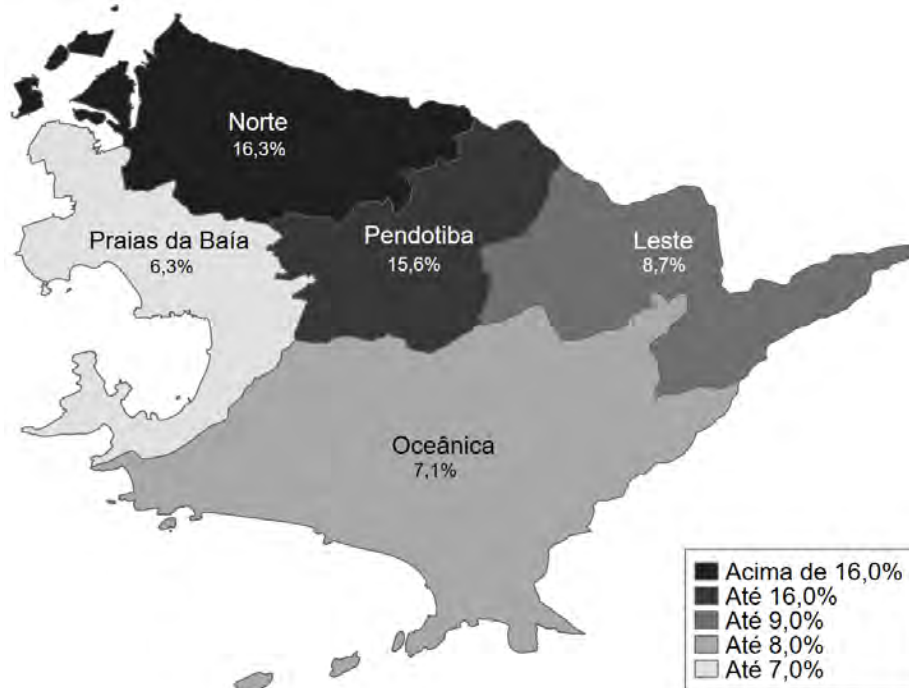 Norte
16,3%
Praias da Baía
6,3%
Pendotiba
15,6%
Leste
8,7%
Oceânica
7,1%
Acima de 16,0%
Até 16,0%
Até 9,0%
Até 8,0%
Até 7,0%